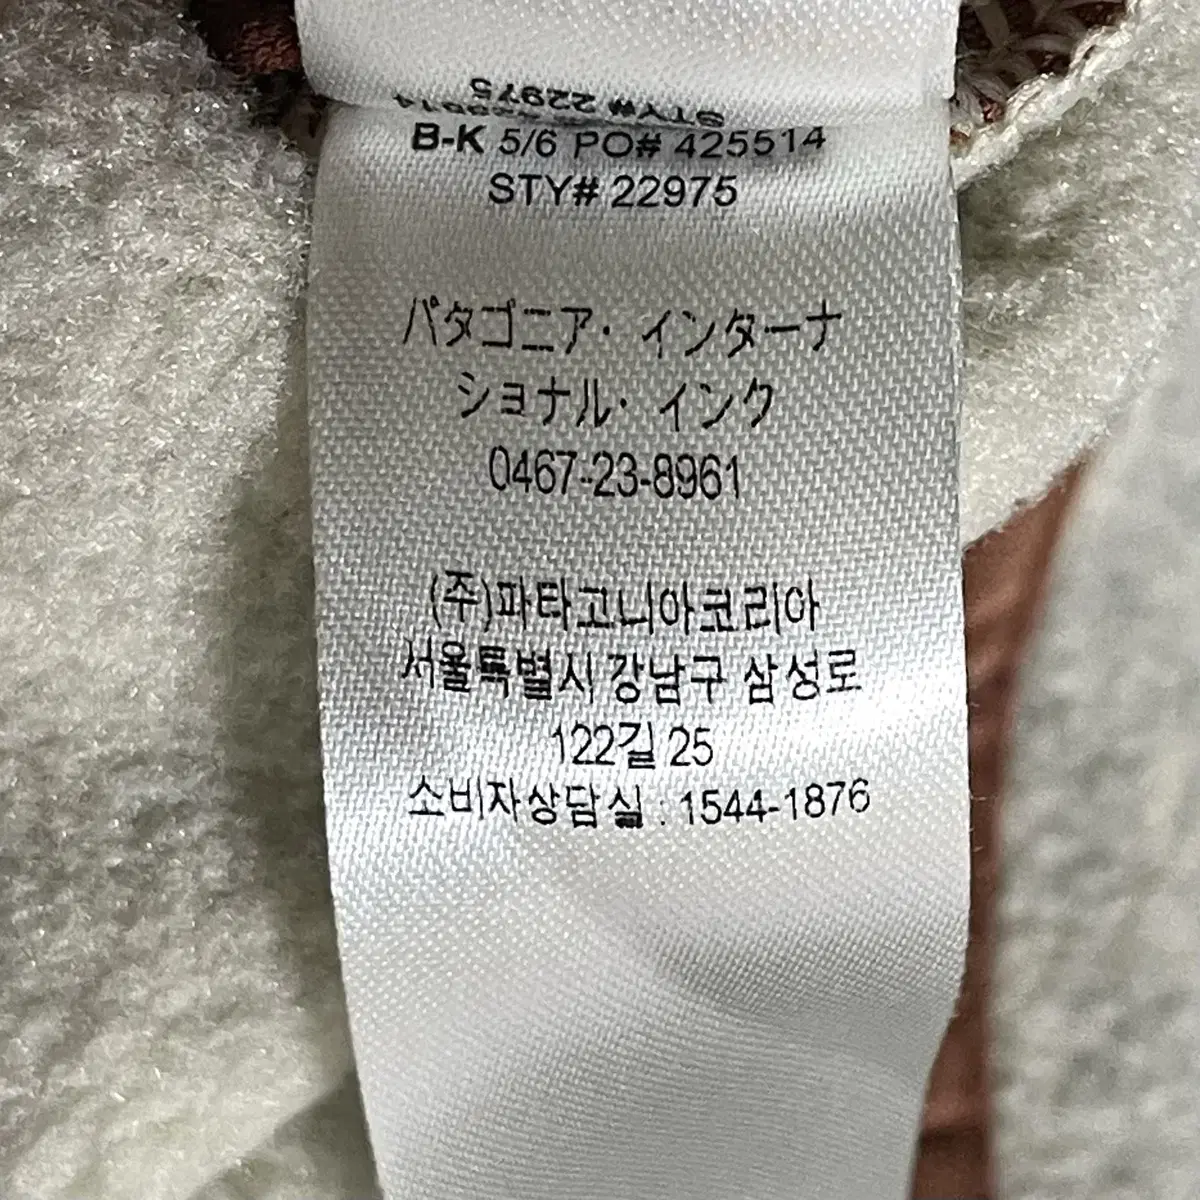 STY# 22975
B-K 5/6 PO# 425514
STY# 22975
パタゴニア・インターナ
ショナル・インク
0467-23-8961
(주)파타고니아코리아
서울특별시 강남구 삼성로
122길 25
소비자상담실 : 1544-1876